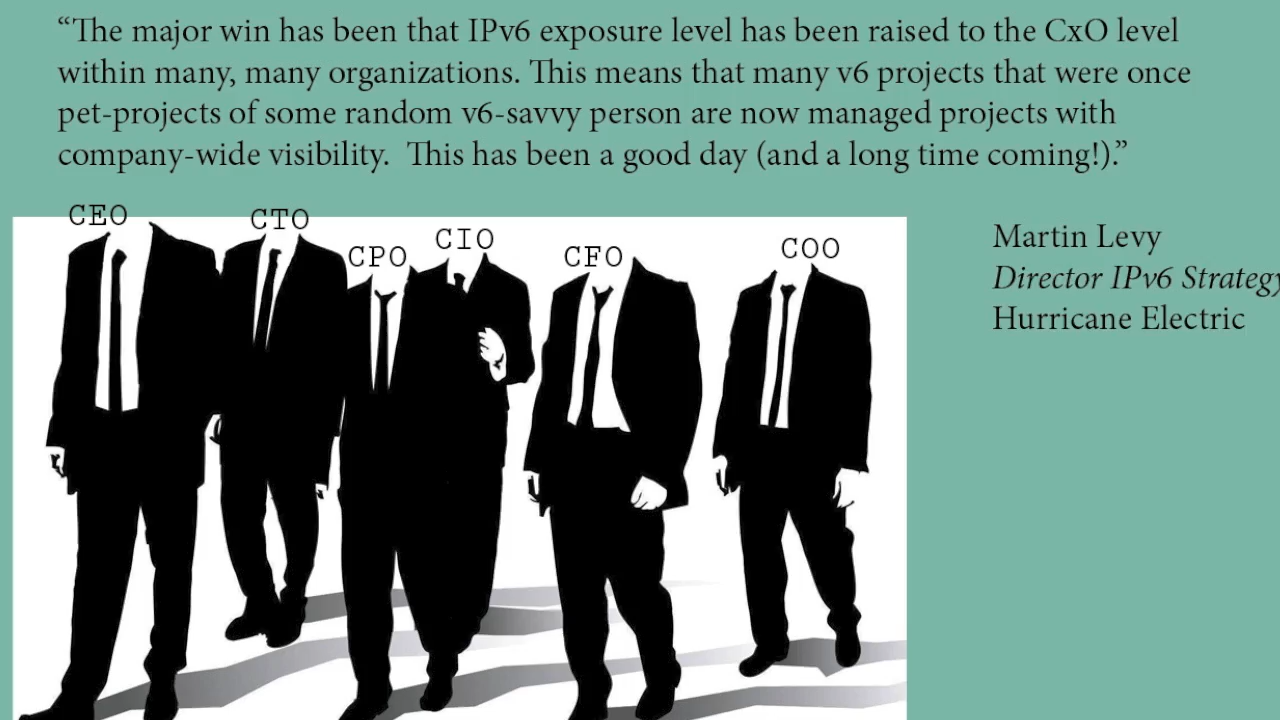 “The major win has been that IPv6 exposure level has been raised to the CxO level
within many, many organizations. This means that many v6 projects that were once
pet-projects of some random v6-savvy person are now managed projects with
company-wide visibility.  This has been a good day (and a long time coming!).”
CEO
CTO
CPO
CIO
CFO
COO
Martin Levy
Director IPv6 Strategy
Hurricane Electric